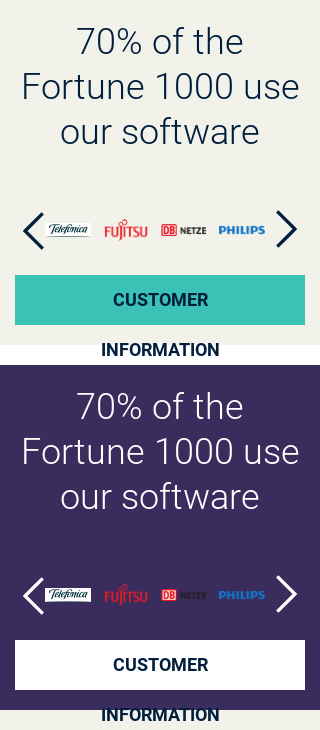 70% of the
Fortune 1000 use
our software
Telefónica FUJITSU DB NETZE PHILIPS
CUSTOMER
INFORMATION
70% of the
Fortune 1000 use
our software
Telefónica FUJITSU DB NETZE PHILIPS
CUSTOMER
INFORMATION